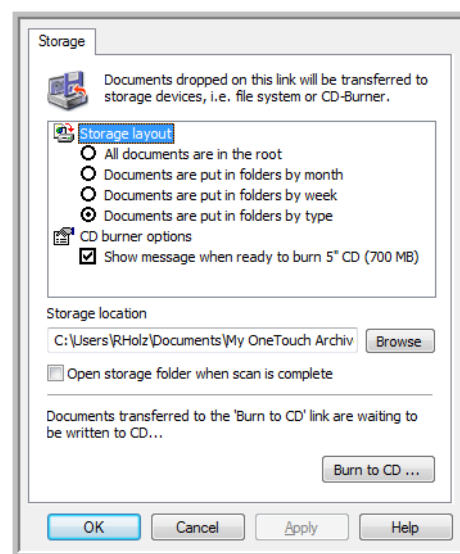 Storage
Documents dropped on this link will be transferred to
storage devices, i.e. file system or CD-Burner.
Storage layout
All documents are in the root
Documents are put in folders by month
Documents are put in folders by week
Documents are put in folders by type
CD burner options
Show message when ready to burn 5" CD (700 MB)
Storage location
C:\Users\RHolz\Documents\My OneTouch Archiv
Browse
Open storage folder when scan is complete
Documents transferred to the 'Burn to CD' link are waiting to
be written to CD...
Burn to CD ...
OK Cancel Apply Help